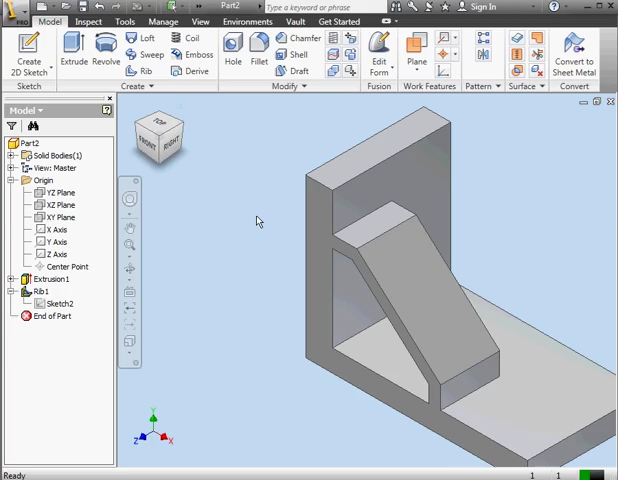 PRO
Part2
Type a keyword or phrase
Sign In
Model Inspect Tools Manage View Environments Vault Get Started
Create 2D Sketch
Extrude
Revolve
Loft
Sweep
Rib
Coil
Emboss
Derive
Hole
Fillet
Chamfer
Shell
Draft
Edit Form
Plane
Convert to Sheet Metal
Sketch
Create
Modify
Fusion
Work Features
Pattern
Surface
Convert
Model
Part2
Solid Bodies(1)
View: Master
Origin
YZ Plane
XZ Plane
XY Plane
X Axis
Y Axis
Z Axis
Center Point
Extrusion1
Rib1
Sketch2
End of Part
TOP
FRONT
RIGHT
Y
Z
X
Ready
1 1